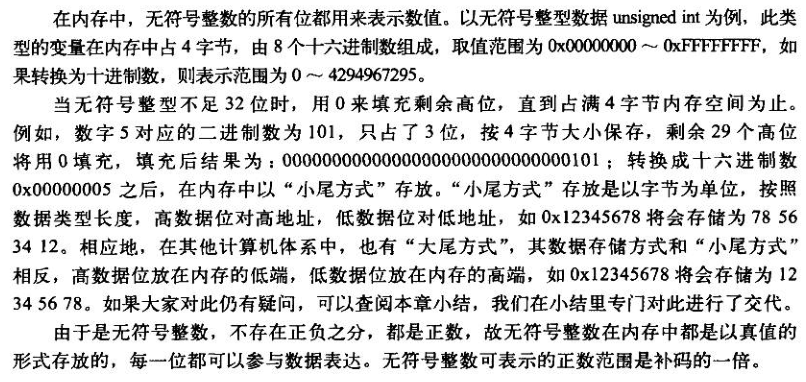 在内存中，无符号整数的所有位都用来表示数值。以无符号整型数据 unsigned int 为例，此类
型的变量在内存中占 4 字节，由 8 个十六进制数组成，取值范围为 0x00000000 ～ 0xFFFFFFFF，如
果转换为十进制数，则表示范围为 0 ～ 4294967295。
当无符号整型不足 32 位时，用 0 来填充剩余高位，直到占满 4 字节内存空间为止。
例如，数字 5 对应的二进制数为 101，只占了 3 位，按 4 字节大小保存，剩余 29 个高位
将用 0 填充，填充后结果为：00000000000000000000000000000101；转换成十六进制数
0x00000005 之后，在内存中以“小尾方式”存放。“小尾方式”存放是以字节为单位，按照
数据类型长度，高数据位对高地址，低数据位对低地址，如 0x12345678 将会存储为 78 56
34 12。相应地，在其他计算机体系中，也有“大尾方式”，其数据存储方式和“小尾方式”
相反，高数据位放在内存的低端，低数据位放在内存的高端，如 0x12345678 将会存储为 12
34 56 78。如果大家对此仍有疑问，可以查阅本章小结，我们在小结里专门对此进行了交代。
由于是无符号整数，不存在正负之分，都是正数，故无符号整数在内存中都是以真值的
形式存放的，每一位都可以参与数据表达。无符号整数可表示的正数范围是补码的一倍。